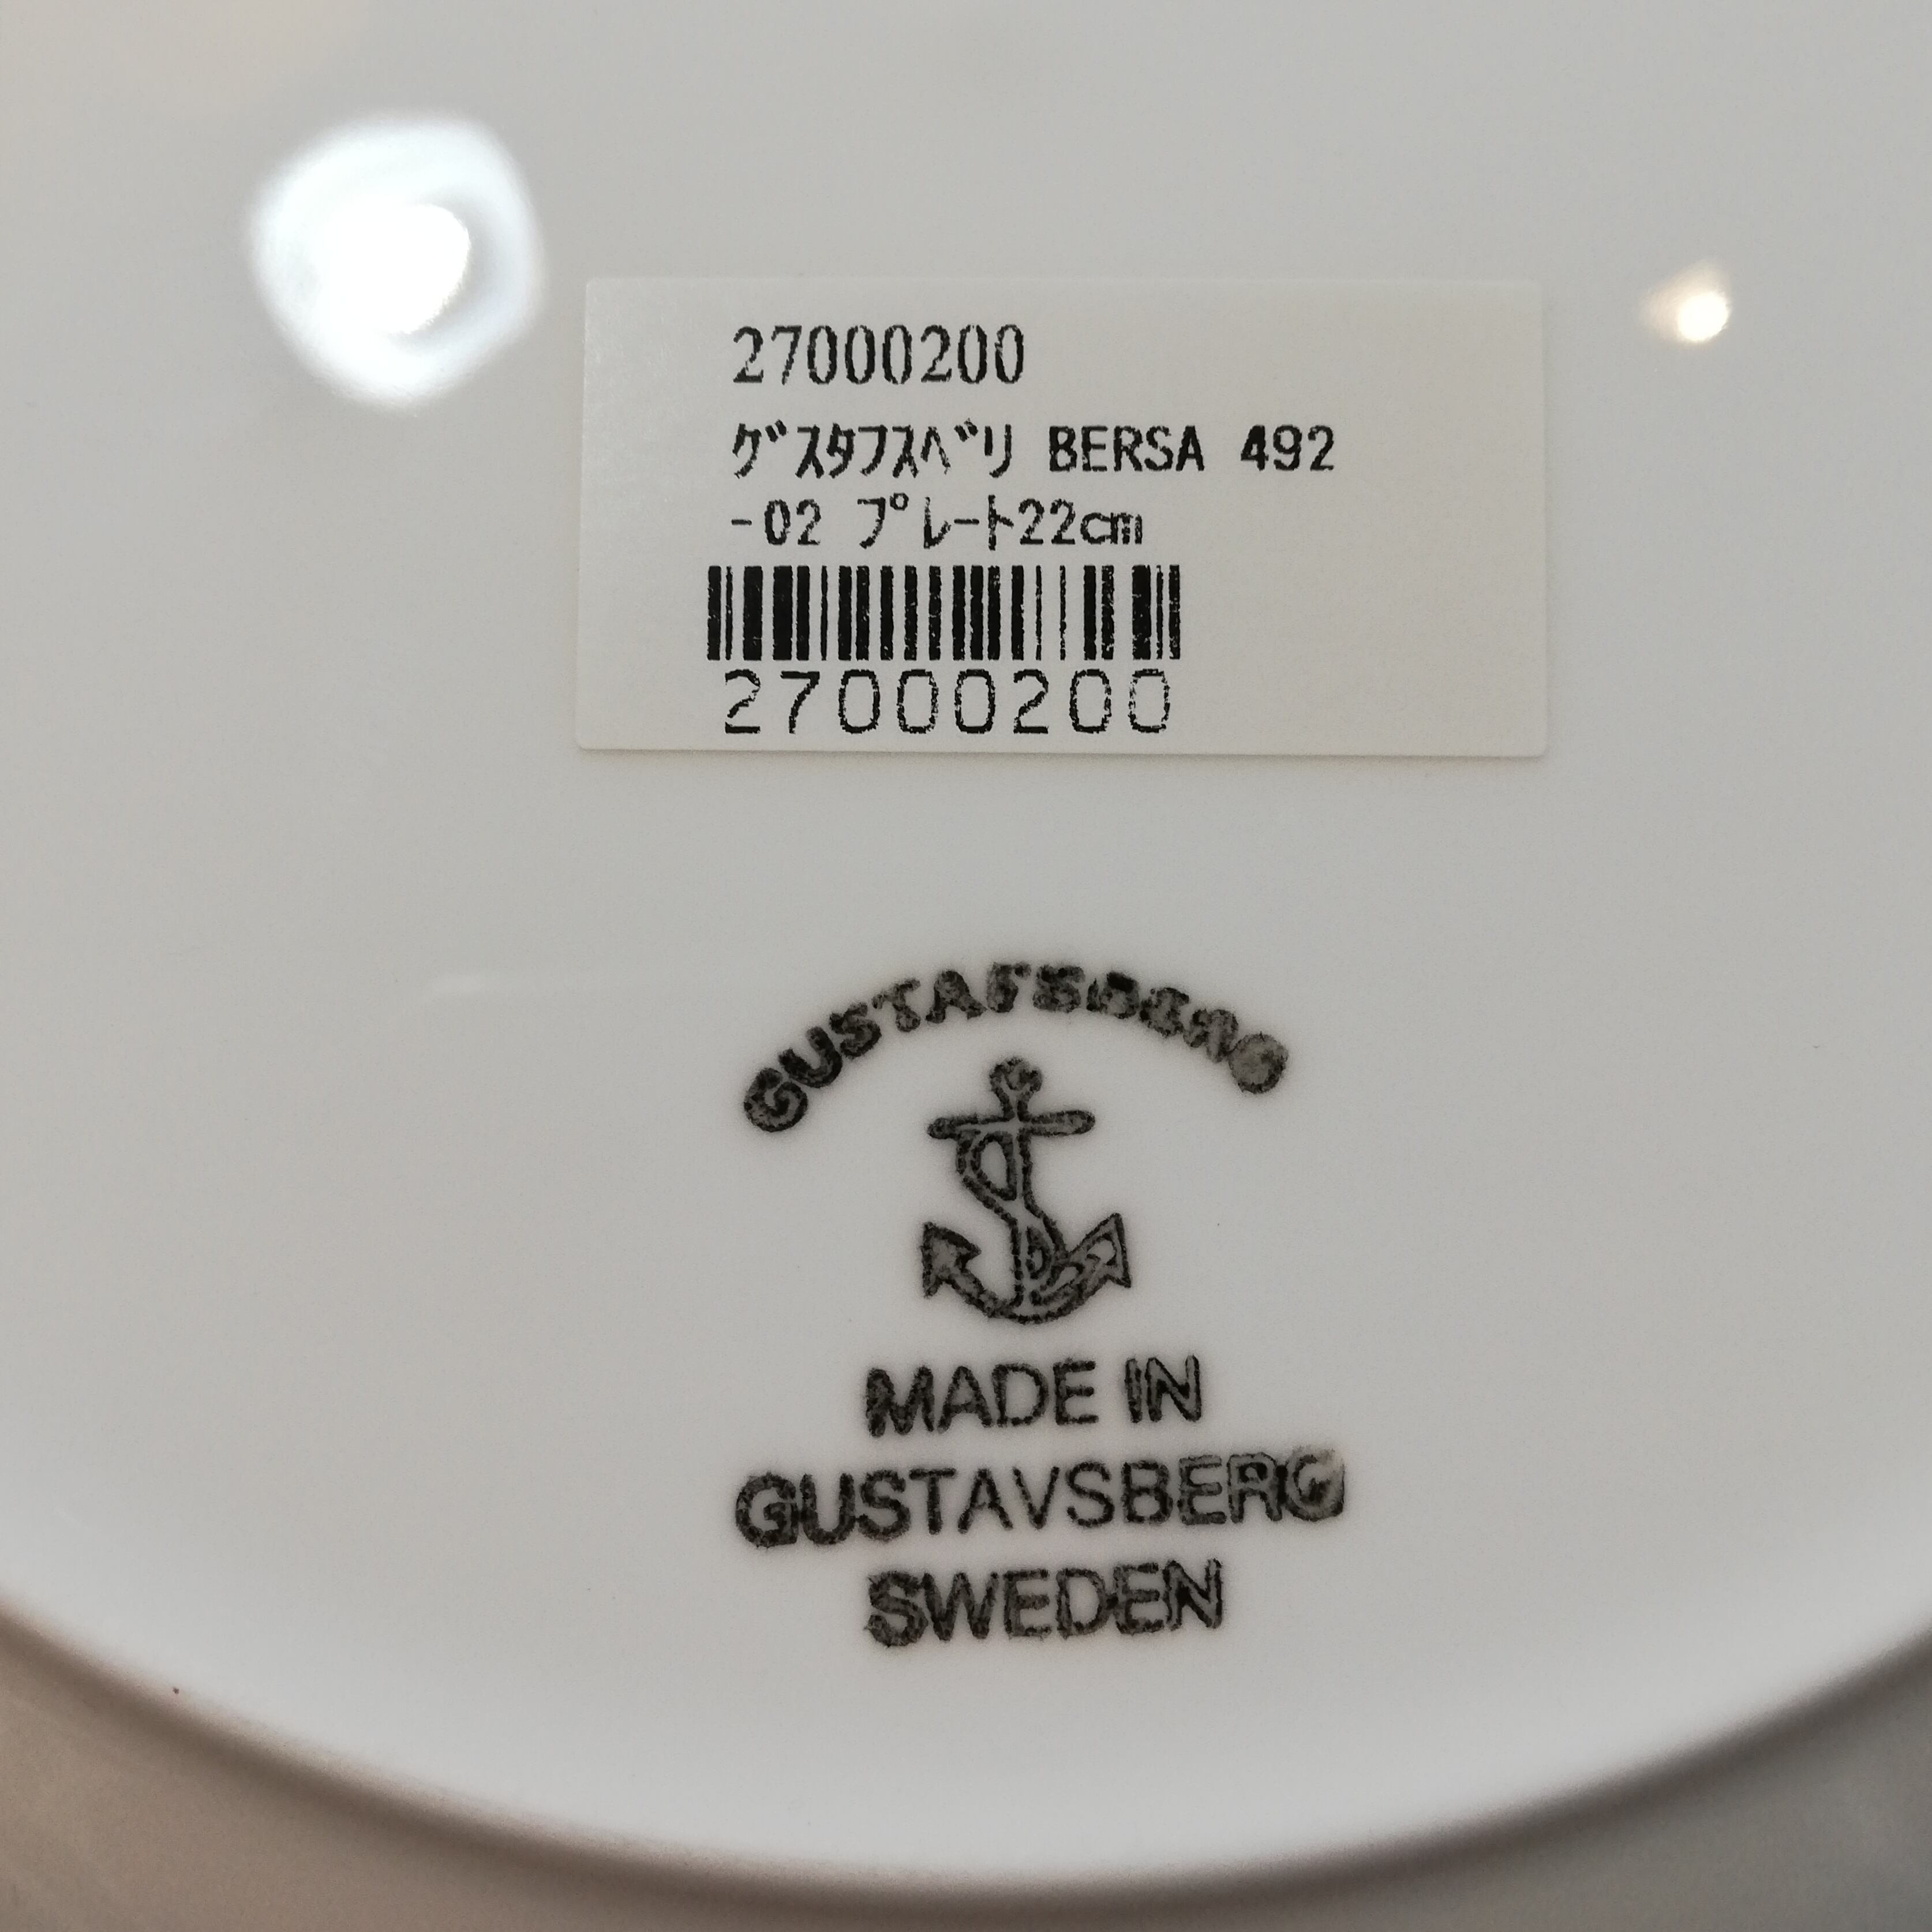 27000200
ｸﾞｽﾀﾌｽﾍﾞﾘ BERSA 492
-02 ﾌﾟﾚｰﾄ22cm
27000200
GUSTAFSBERG
MADE IN
GUSTAVSBERG
SWEDEN